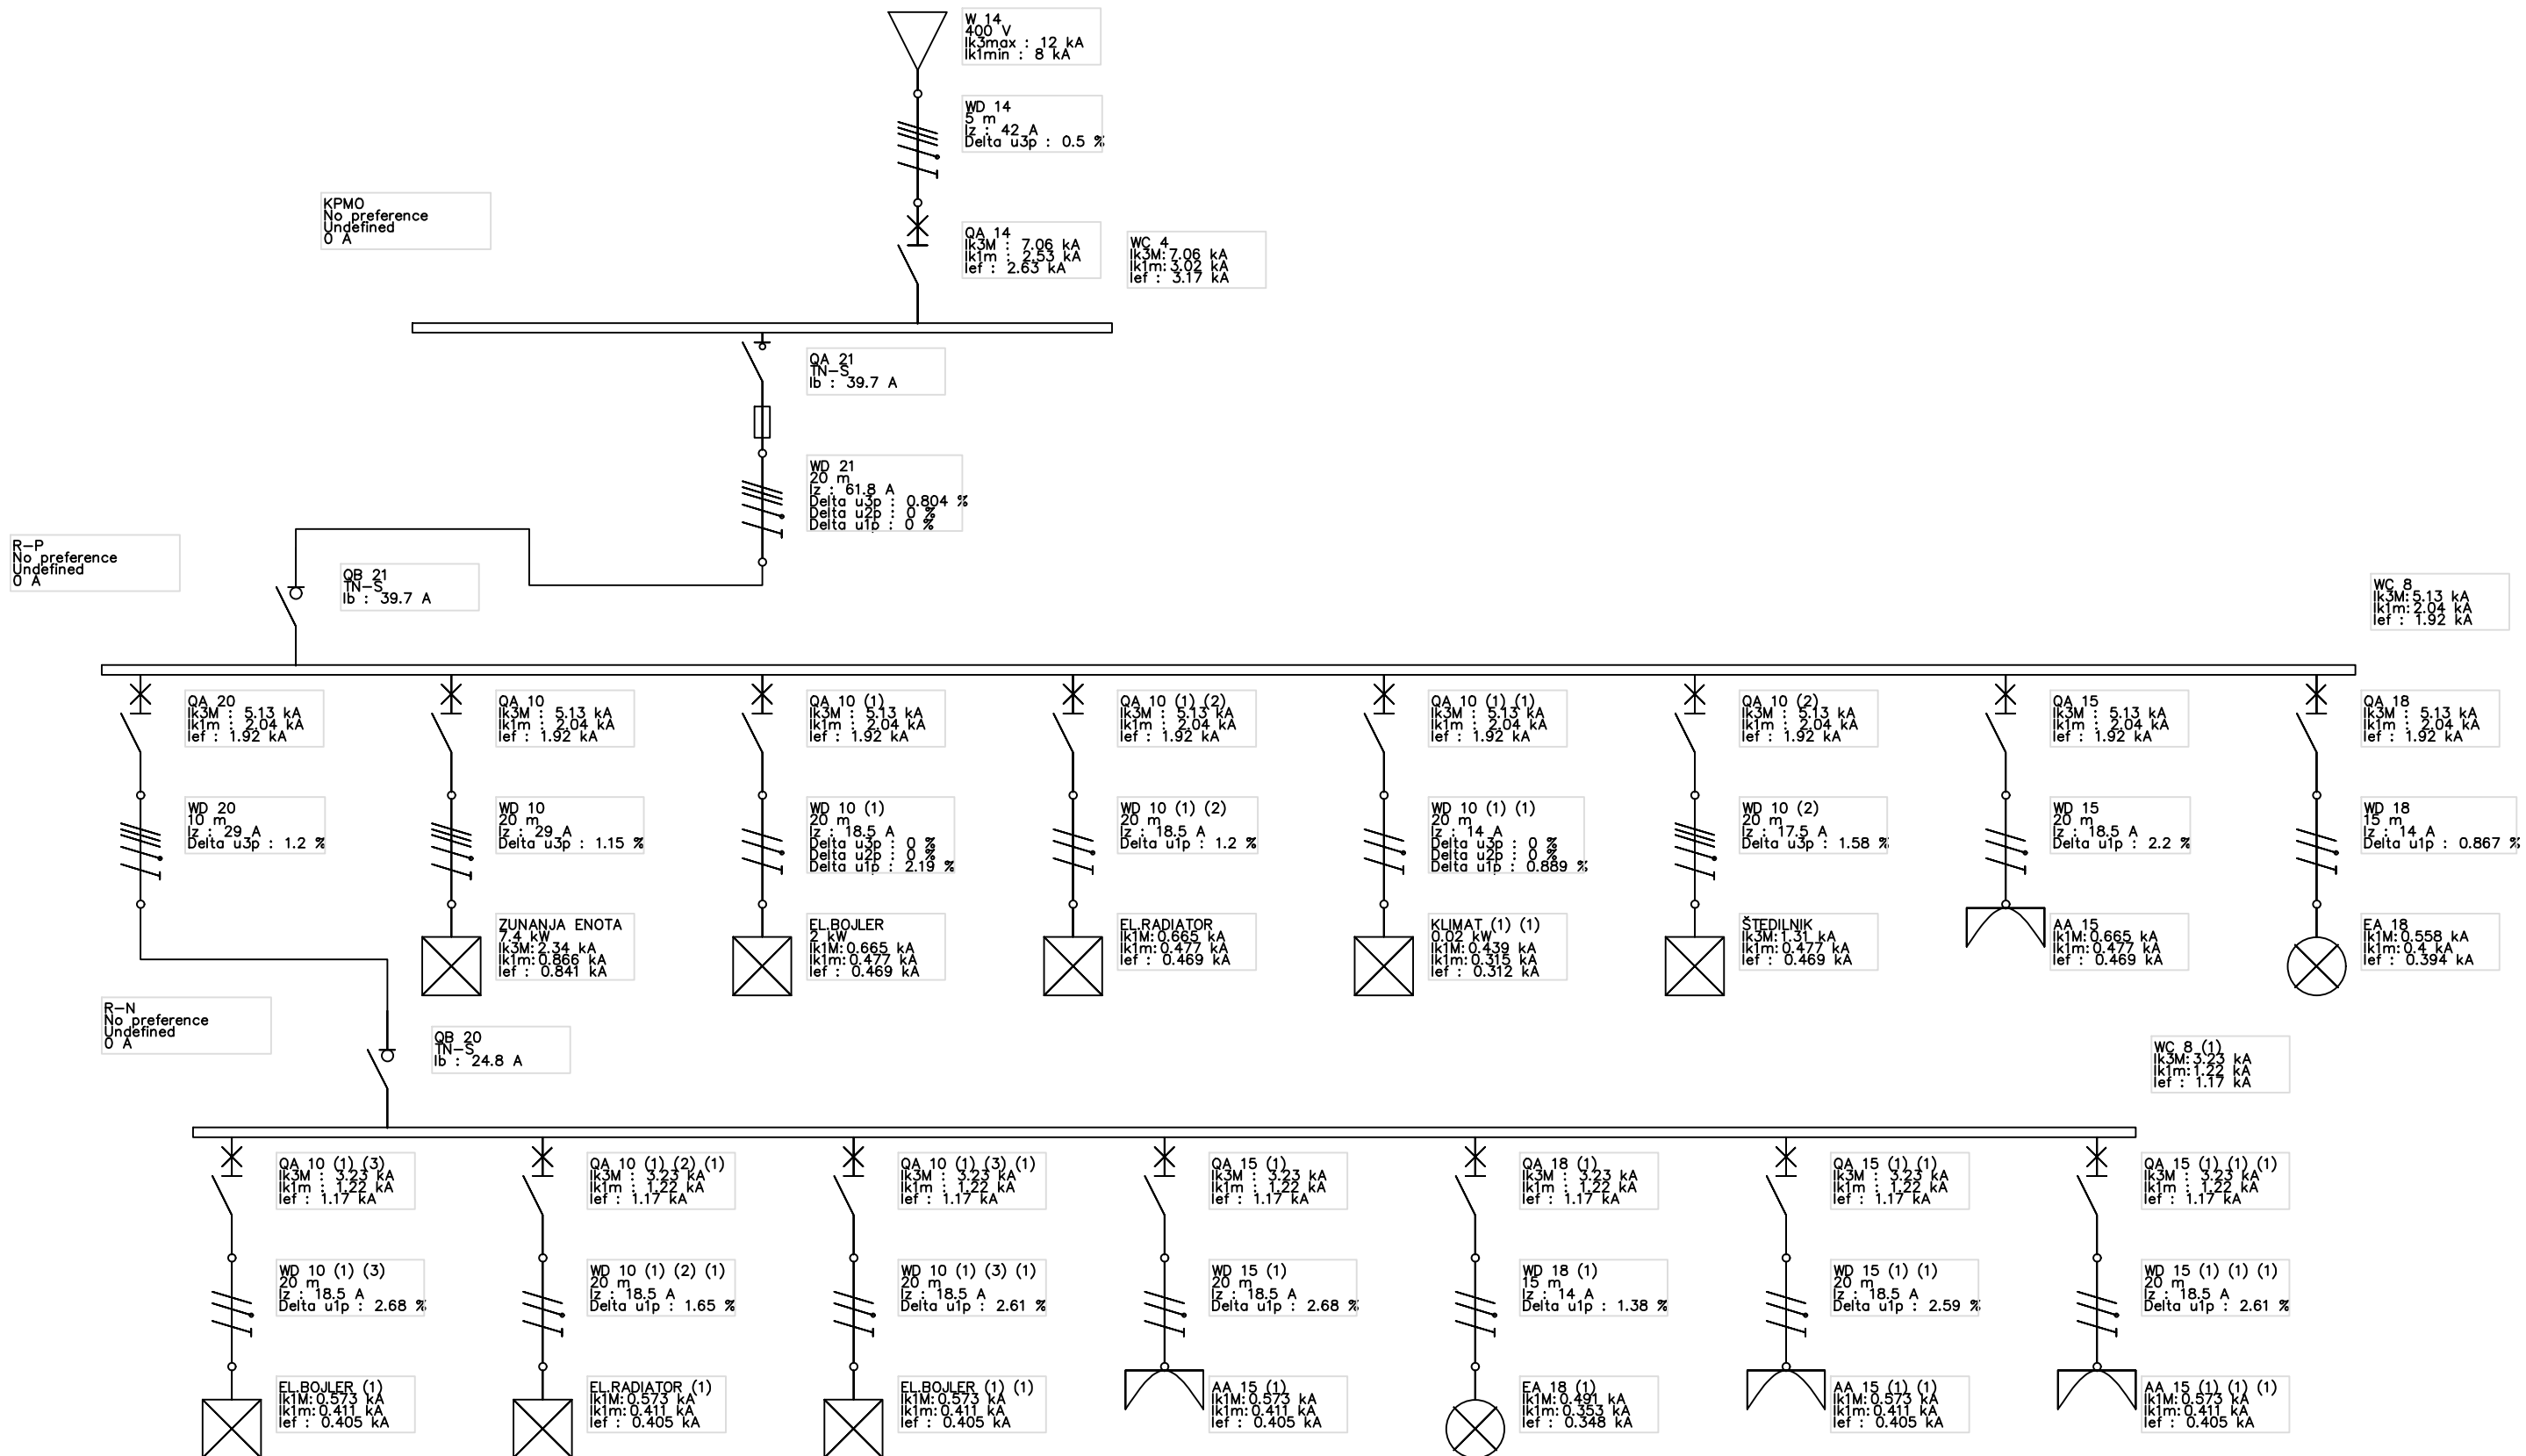 W 14
400 V
Ik3max : 12 kA
Ik1min : 8 kA
WD 14
5 m
Iz : 42 A
Delta u3p : 0.5 %
KPMO
No preference
Undefined
0 A
QA 14
Ik3M : 7.06 kA
Ik1m : 2.53 kA
Ief : 2.63 kA
WC 4
Ik3M: 7.06 kA
Ik1m: 3.02 kA
Ief : 3.17 kA
QA 21
TN-S
Ib : 39.7 A
WD 21
20 m
Iz : 61.8 A
Delta u3p : 0.804 %
Delta u2p : 0 %
Delta u1p : 0 %
R-P
No preference
Undefined
0 A
QB 21
TN-S
Ib : 39.7 A
WC 8
Ik3M: 5.13 kA
Ik1m: 2.04 kA
Ief : 1.92 kA
QA 20
Ik3M : 5.13 kA
Ik1m : 2.04 kA
Ief : 1.92 kA
QA 10
Ik3M : 5.13 kA
Ik1m : 2.04 kA
Ief : 1.92 kA
QA 10 (1)
Ik3M : 5.13 kA
Ik1m : 2.04 kA
Ief : 1.92 kA
QA 10 (1) (2)
Ik3M : 5.13 kA
Ik1m : 2.04 kA
Ief : 1.92 kA
QA 10 (1) (1)
Ik3M : 5.13 kA
Ik1m : 2.04 kA
Ief : 1.92 kA
QA 10 (2)
Ik3M : 5.13 kA
Ik1m : 2.04 kA
Ief : 1.92 kA
QA 15
Ik3M : 5.13 kA
Ik1m : 2.04 kA
Ief : 1.92 kA
QA 18
Ik3M : 5.13 kA
Ik1m : 2.04 kA
Ief : 1.92 kA
WD 20
10 m
Iz : 29 A
Delta u3p : 1.2 %
WD 10
20 m
Iz : 29 A
Delta u3p : 1.15 %
WD 10 (1)
20 m
Iz : 18.5 A
Delta u3p : 0 %
Delta u2p : 0 %
Delta u1p : 2.19 %
WD 10 (1) (2)
20 m
Iz : 18.5 A
Delta u1p : 1.2 %
WD 10 (1) (1)
20 m
Iz : 14 A
Delta u3p : 0 %
Delta u2p : 0 %
Delta u1p : 0.889 %
WD 10 (2)
20 m
Iz : 17.5 A
Delta u3p : 1.58 %
WD 15
20 m
Iz : 18.5 A
Delta u1p : 2.2 %
WD 18
15 m
Iz : 14 A
Delta u1p : 0.867 %
ZUNANJA ENOTA
7.4 kW
Ik3M: 2.34 kA
Ik1m: 0.866 kA
Ief : 0.841 kA
EL.BOJLER
2 kW
Ik1M: 0.665 kA
Ik1m: 0.477 kA
Ief : 0.469 kA
EL.RADIATOR
Ik1M: 0.665 kA
Ik1m: 0.477 kA
Ief : 0.469 kA
KLIMAT (1) (1)
0.02 kW
Ik1M: 0.439 kA
Ik1m: 0.315 kA
Ief : 0.312 kA
ŠTEDILNIK
Ik3M: 1.31 kA
Ik1m: 0.477 kA
Ief : 0.469 kA
AA 15
Ik1M: 0.665 kA
Ik1m: 0.477 kA
Ief : 0.469 kA
EA 18
Ik1M: 0.558 kA
Ik1m: 0.4 kA
Ief : 0.394 kA
R-N
No preference
Undefined
0 A
QB 20
TN-S
Ib : 24.8 A
WC 8 (1)
Ik3M: 3.23 kA
Ik1m: 1.22 kA
Ief : 1.17 kA
QA 10 (1) (3)
Ik3M : 3.23 kA
Ik1m : 1.22 kA
Ief : 1.17 kA
QA 10 (1) (2) (1)
Ik3M : 3.23 kA
Ik1m : 1.22 kA
Ief : 1.17 kA
QA 10 (1) (3) (1)
Ik3M : 3.23 kA
Ik1m : 1.22 kA
Ief : 1.17 kA
QA 15 (1)
Ik3M : 3.23 kA
Ik1m : 1.22 kA
Ief : 1.17 kA
QA 18 (1)
Ik3M : 3.23 kA
Ik1m : 1.22 kA
Ief : 1.17 kA
QA 15 (1) (1)
Ik3M : 3.23 kA
Ik1m : 1.22 kA
Ief : 1.17 kA
QA 15 (1) (1) (1)
Ik3M : 3.23 kA
Ik1m : 1.22 kA
Ief : 1.17 kA
WD 10 (1) (3)
20 m
Iz : 18.5 A
Delta u1p : 2.68 %
WD 10 (1) (2) (1)
20 m
Iz : 18.5 A
Delta u1p : 1.65 %
WD 10 (1) (3) (1)
20 m
Iz : 18.5 A
Delta u1p : 2.61 %
WD 15 (1)
20 m
Iz : 18.5 A
Delta u1p : 2.68 %
WD 18 (1)
15 m
Iz : 14 A
Delta u1p : 1.38 %
WD 15 (1) (1)
20 m
Iz : 18.5 A
Delta u1p : 2.59 %
WD 15 (1) (1) (1)
20 m
Iz : 18.5 A
Delta u1p : 2.61 %
EL.BOJLER (1)
Ik1M: 0.573 kA
Ik1m: 0.411 kA
Ief : 0.405 kA
EL.RADIATOR (1)
Ik1M: 0.573 kA
Ik1m: 0.411 kA
Ief : 0.405 kA
EL.BOJLER (1) (1)
Ik1M: 0.573 kA
Ik1m: 0.411 kA
Ief : 0.405 kA
AA 15 (1)
Ik1M: 0.573 kA
Ik1m: 0.411 kA
Ief : 0.405 kA
EA 18 (1)
Ik1M: 0.491 kA
Ik1m: 0.353 kA
Ief : 0.348 kA
AA 15 (1) (1)
Ik1M: 0.573 kA
Ik1m: 0.411 kA
Ief : 0.405 kA
AA 15 (1) (1) (1)
Ik1M: 0.573 kA
Ik1m: 0.411 kA
Ief : 0.405 kA